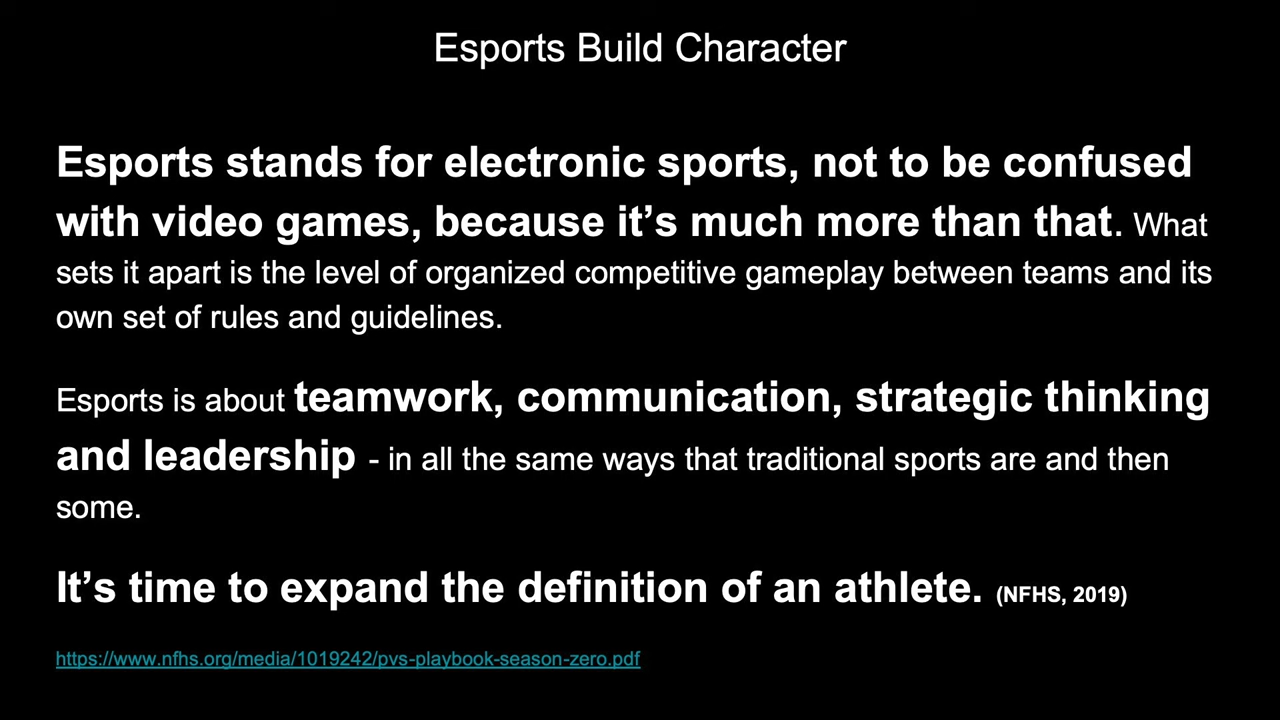 Esports Build Character
Esports stands for electronic sports, not to be confused
with video games, because it’s much more than that. What
sets it apart is the level of organized competitive gameplay between teams and its
own set of rules and guidelines.
Esports is about teamwork, communication, strategic thinking
and leadership - in all the same ways that traditional sports are and then
some.
It’s time to expand the definition of an athlete. (NFHS, 2019)
https://www.nfhs.org/media/1019242/pvs-playbook-season-zero.pdf